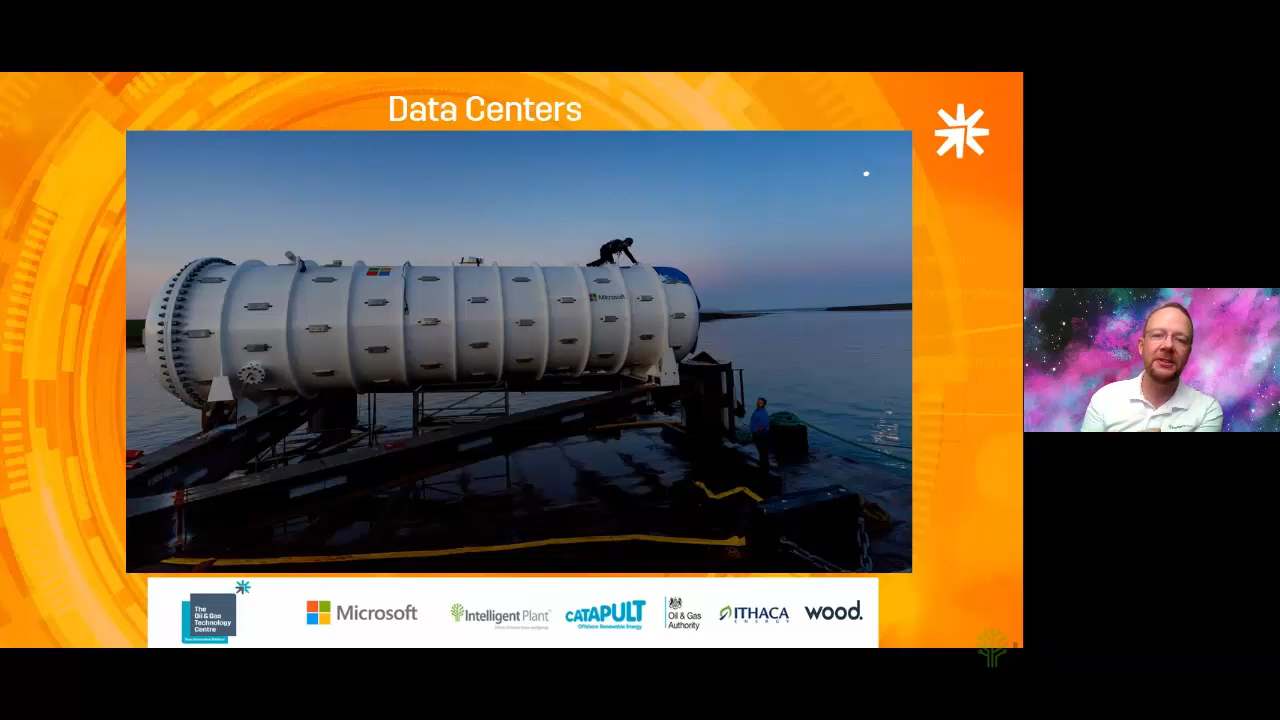 Data Centers
Microsoft
The
Oil & Gas
Technology
Centre
Microsoft
Intelligent Plant
CATAPULT
Offshore Renewable Energy
Oil & Gas
Authority
ITHACA
ENERGY
wood.